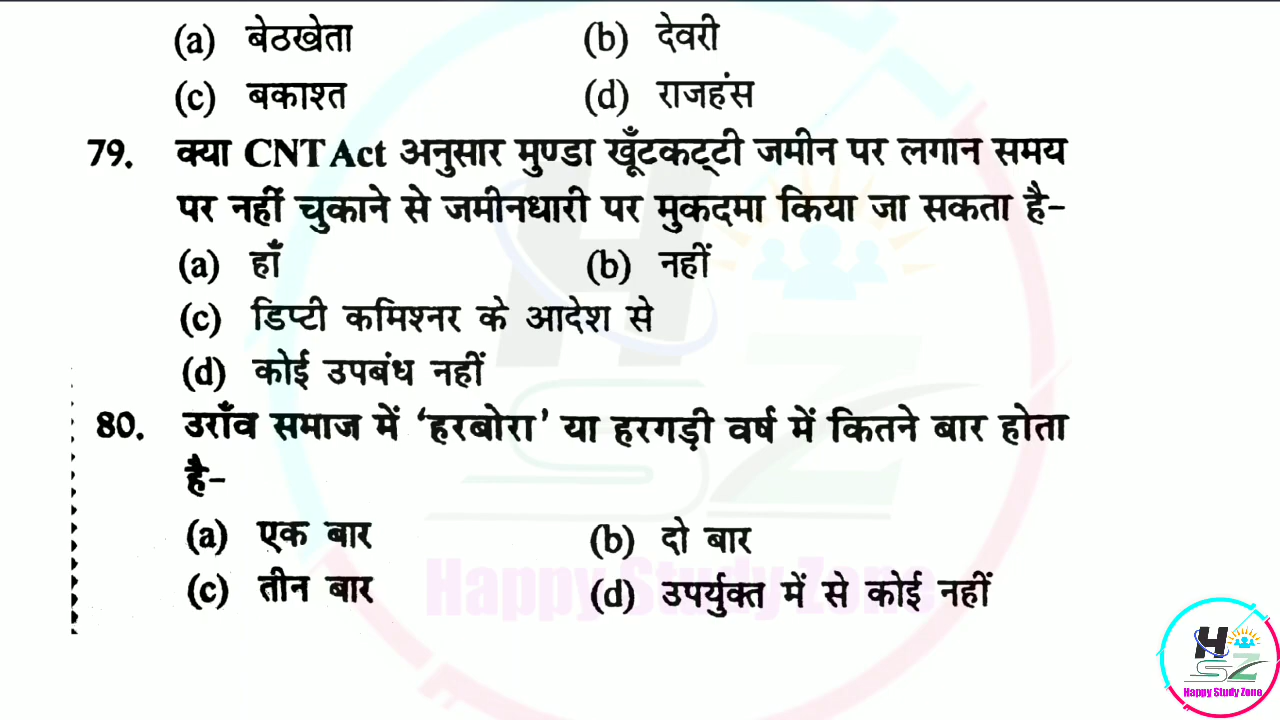 (a) बेठखेता (b) देवरी
(c) बकाश्त (d) राजहंस
79. क्या CNT Act अनुसार मुण्डा खूँटकट्टी जमीन पर लगान समय
पर नहीं चुकाने से जमीनधारी पर मुकदमा किया जा सकता है-
(a) हाँ (b) नहीं
(c) डिप्टी कमिश्नर के आदेश से
(d) कोई उपबंध नहीं
80. उराँव समाज में ‘हरबोरा’ या हरगड़ी वर्ष में कितने बार होता
है-
(a) एक बार (b) दो बार
(c) तीन बार (d) उपर्युक्त में से कोई नहीं
Happy Study Zone
HSZ
Happy Study Zone